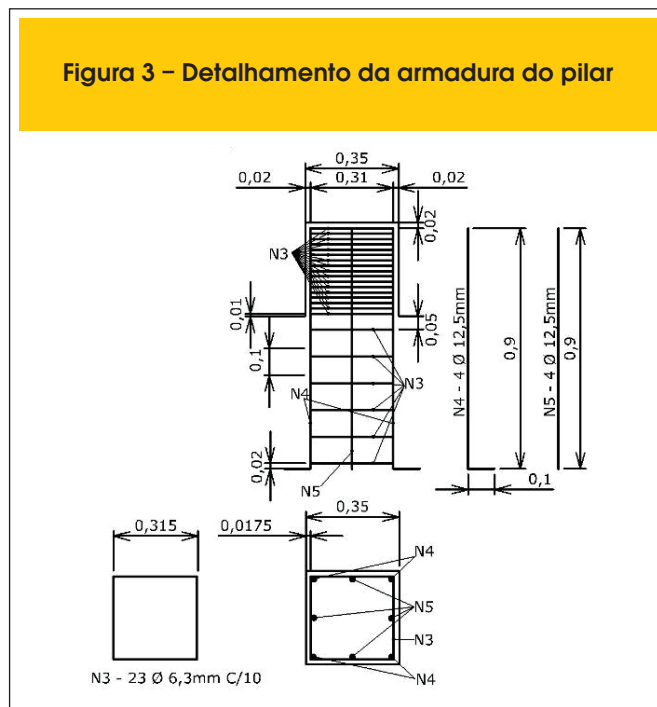 Figura 3 – Detalhamento da armadura do pilar
0,35
0,02
0,31
0,02
0,02
N3
0,01
0,05
0,1
N3
N4
0,02
N5
N4 - 4 Ø 12,5mm
0,9
N5 - 4 Ø 12,5mm
0,9
0,1
0,315
0,0175
0,35
N4
N5
N3
N4
N3 - 23 Ø 6,3mm C/10